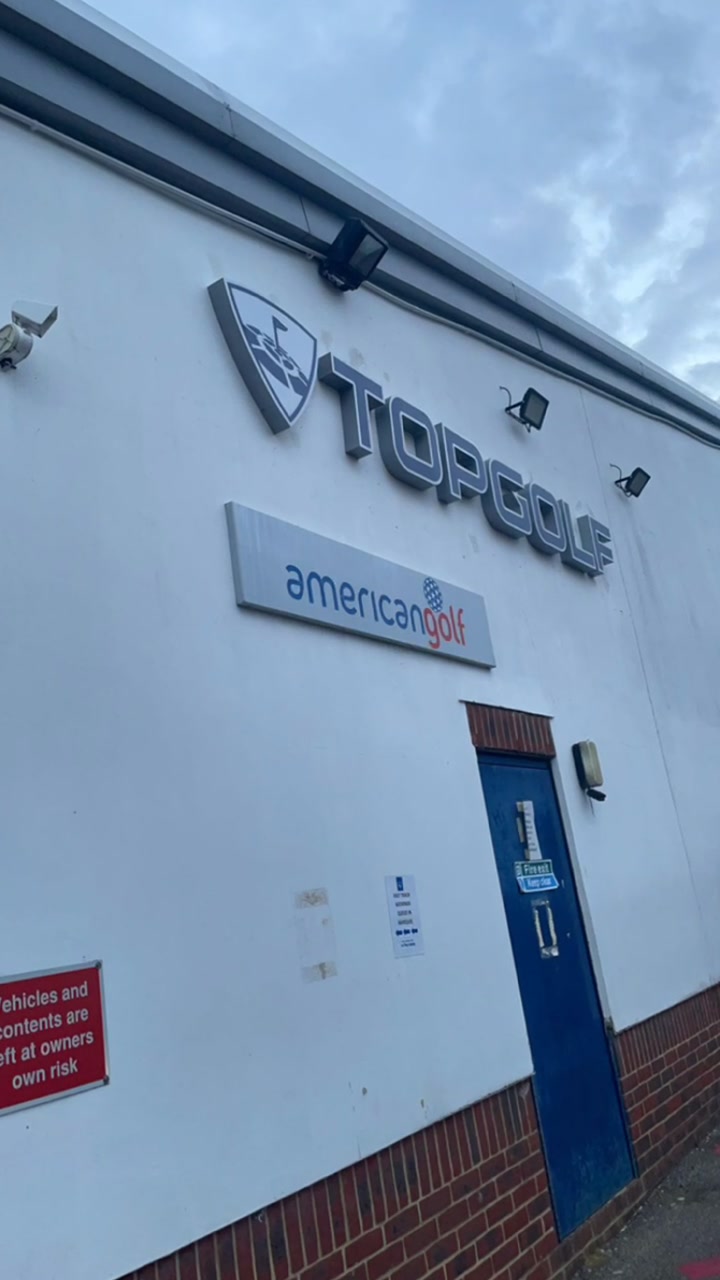 TOPGOLF
americangolf
Fire exit
Keep clear
Vehicles and
contents are
left at owners
own risk